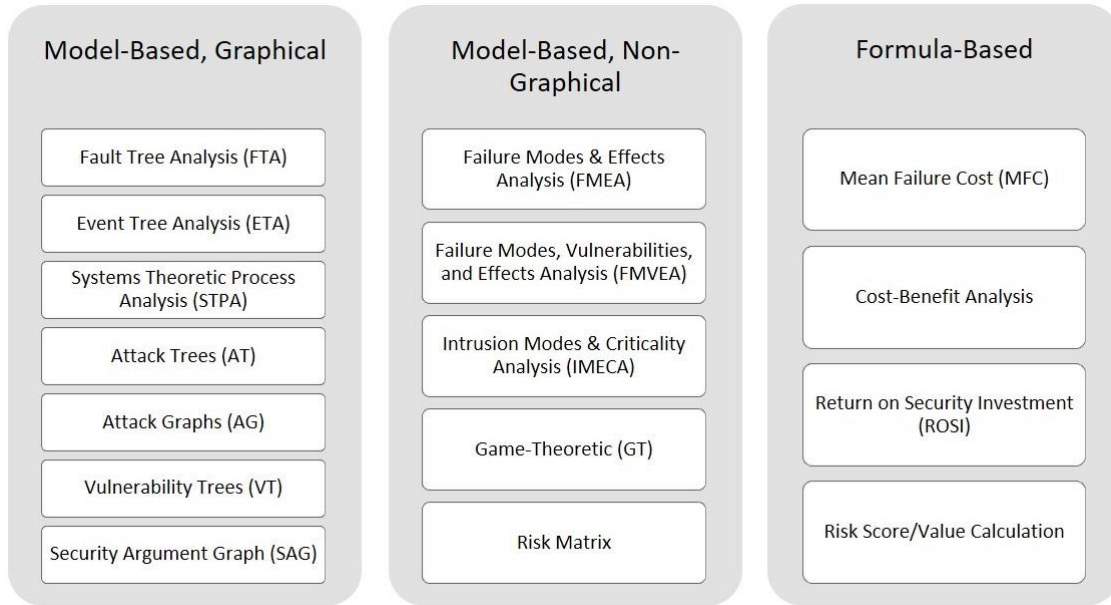 Model-Based, Graphical
Fault Tree Analysis (FTA)
Event Tree Analysis (ETA)
Systems Theoretic Process
Analysis (STPA)
Attack Trees (AT)
Attack Graphs (AG)
Vulnerability Trees (VT)
Security Argument Graph (SAG)
Model-Based, Non-
Graphical
Failure Modes & Effects
Analysis (FMEA)
Failure Modes, Vulnerabilities,
and Effects Analysis (FMVEA)
Intrusion Modes & Criticality
Analysis (IMECA)
Game-Theoretic (GT)
Risk Matrix
Formula-Based
Mean Failure Cost (MFC)
Cost-Benefit Analysis
Return on Security Investment
(ROSI)
Risk Score/Value Calculation